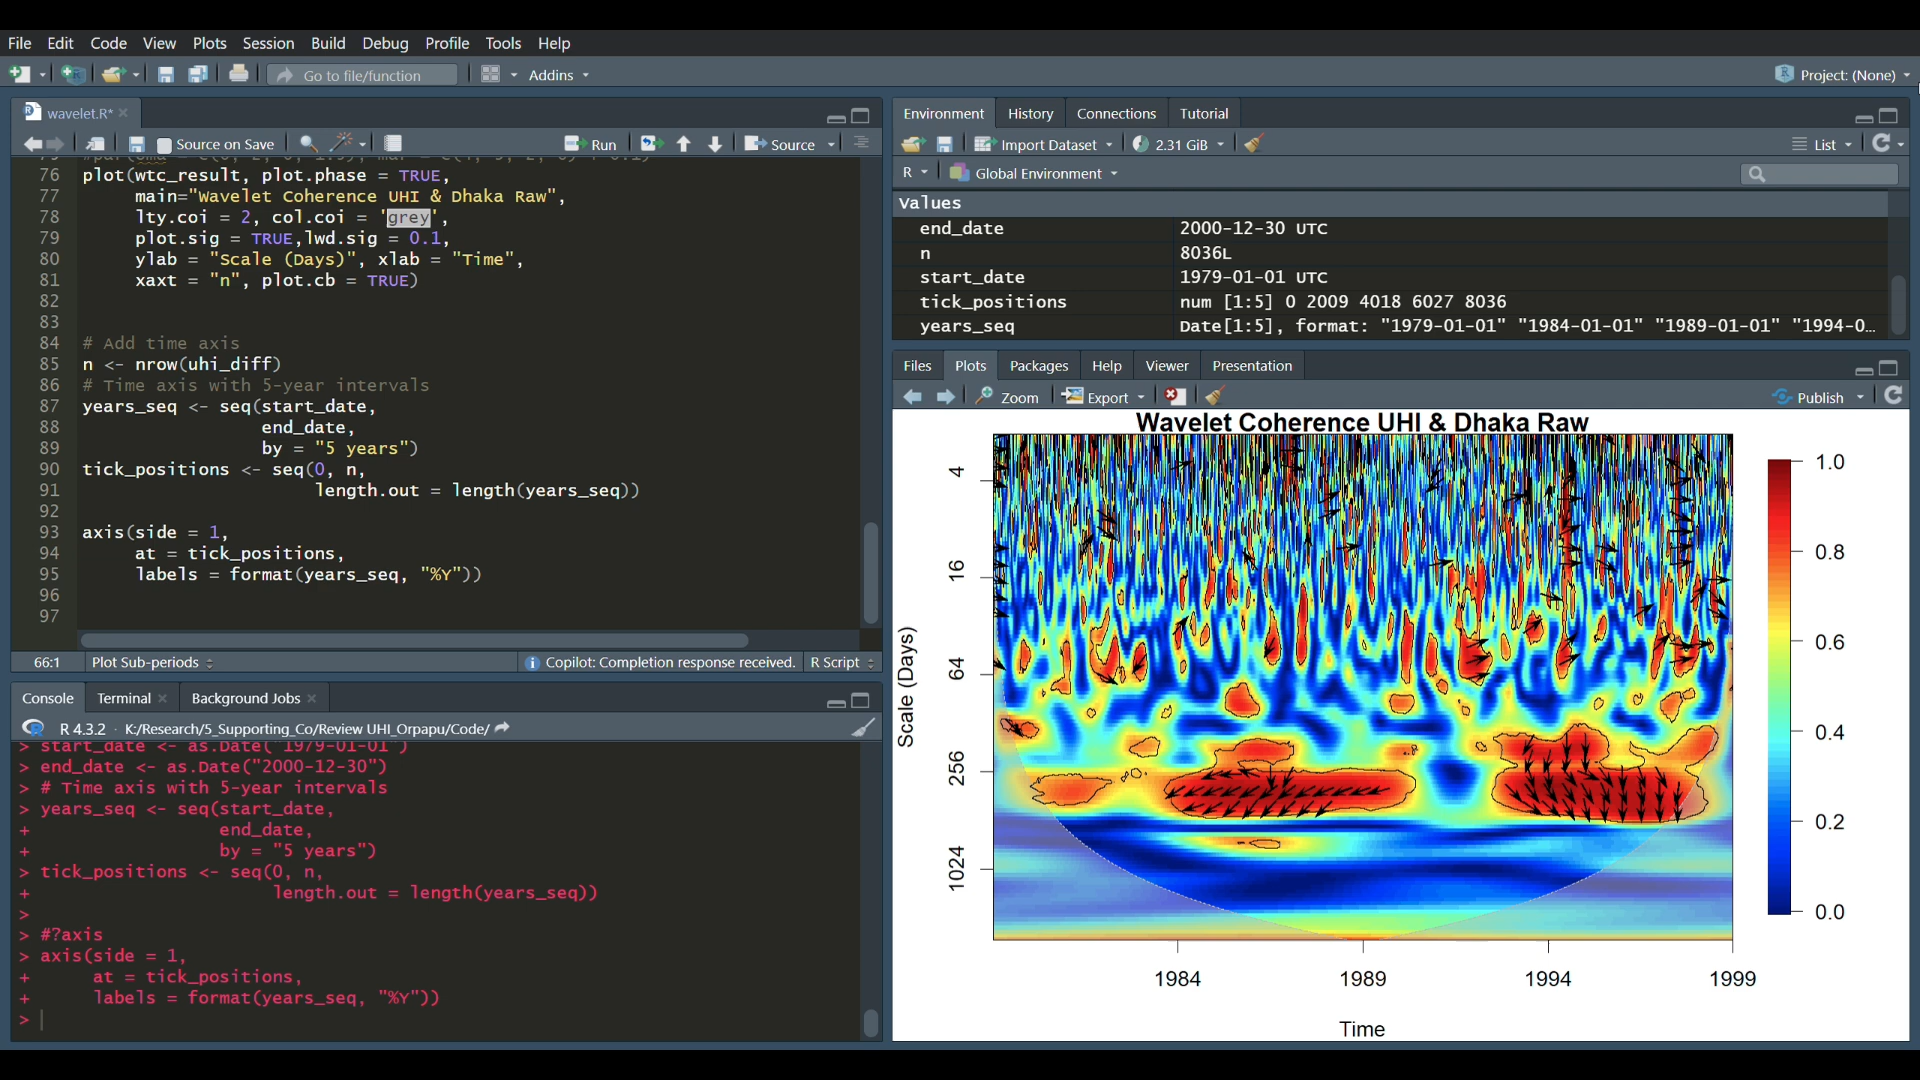 File Edit Code View Plots Session Build Debug Profile Tools Help
Go to file/function Addins Project: (None)
wavelet.R*
Source on Save Run Source
76 plot(wtc_result, plot.phase = TRUE,
77 main="Wavelet Coherence UHI & Dhaka Raw",
78 lty.coi = 2, col.coi = 'grey',
79 plot.sig = TRUE,lwd.sig = 0.1,
80 ylab = "Scale (Days)", xlab = "Time",
81 xaxt = "n", plot.cb = TRUE)
82
83
84 # Add time axis
85 n <- nrow(uhi_diff)
86 # Time axis with 5-year intervals
87 years_seq <- seq(start_date,
88 end_date,
89 by = "5 years")
90 tick_positions <- seq(0, n,
91 length.out = length(years_seq))
92
93 axis(side = 1,
94 at = tick_positions,
95 labels = format(years_seq, "%Y"))
96
97
66:1 Plot Sub-periods Copilot: Completion response received. R Script
Console Terminal Background Jobs
R 4.3.2 · K:/Research/5_Supporting_Co/Review UHI_Orpapu/Code/
> start_date <- as.Date("1979-01-01")
> end_date <- as.Date("2000-12-30")
> # Time axis with 5-year intervals
> years_seq <- seq(start_date,
+ end_date,
+ by = "5 years")
> tick_positions <- seq(0, n,
+ length.out = length(years_seq))
>
> #?axis
> axis(side = 1,
+ at = tick_positions,
+ labels = format(years_seq, "%Y"))
>
Environment History Connections Tutorial
Import Dataset 2.31 GiB List
R Global Environment
Values
end_date 2000-12-30 UTC
n 8036L
start_date 1979-01-01 UTC
tick_positions num [1:5] 0 2009 4018 6027 8036
years_seq Date[1:5], format: "1979-01-01" "1984-01-01" "1989-01-01" "1994-0...
Files Plots Packages Help Viewer Presentation
Zoom Export Publish
Wavelet Coherence UHI & Dhaka Raw
Scale (Days)
4
16
64
256
1024
1984 1989 1994 1999
Time
1.0
0.8
0.6
0.4
0.2
0.0